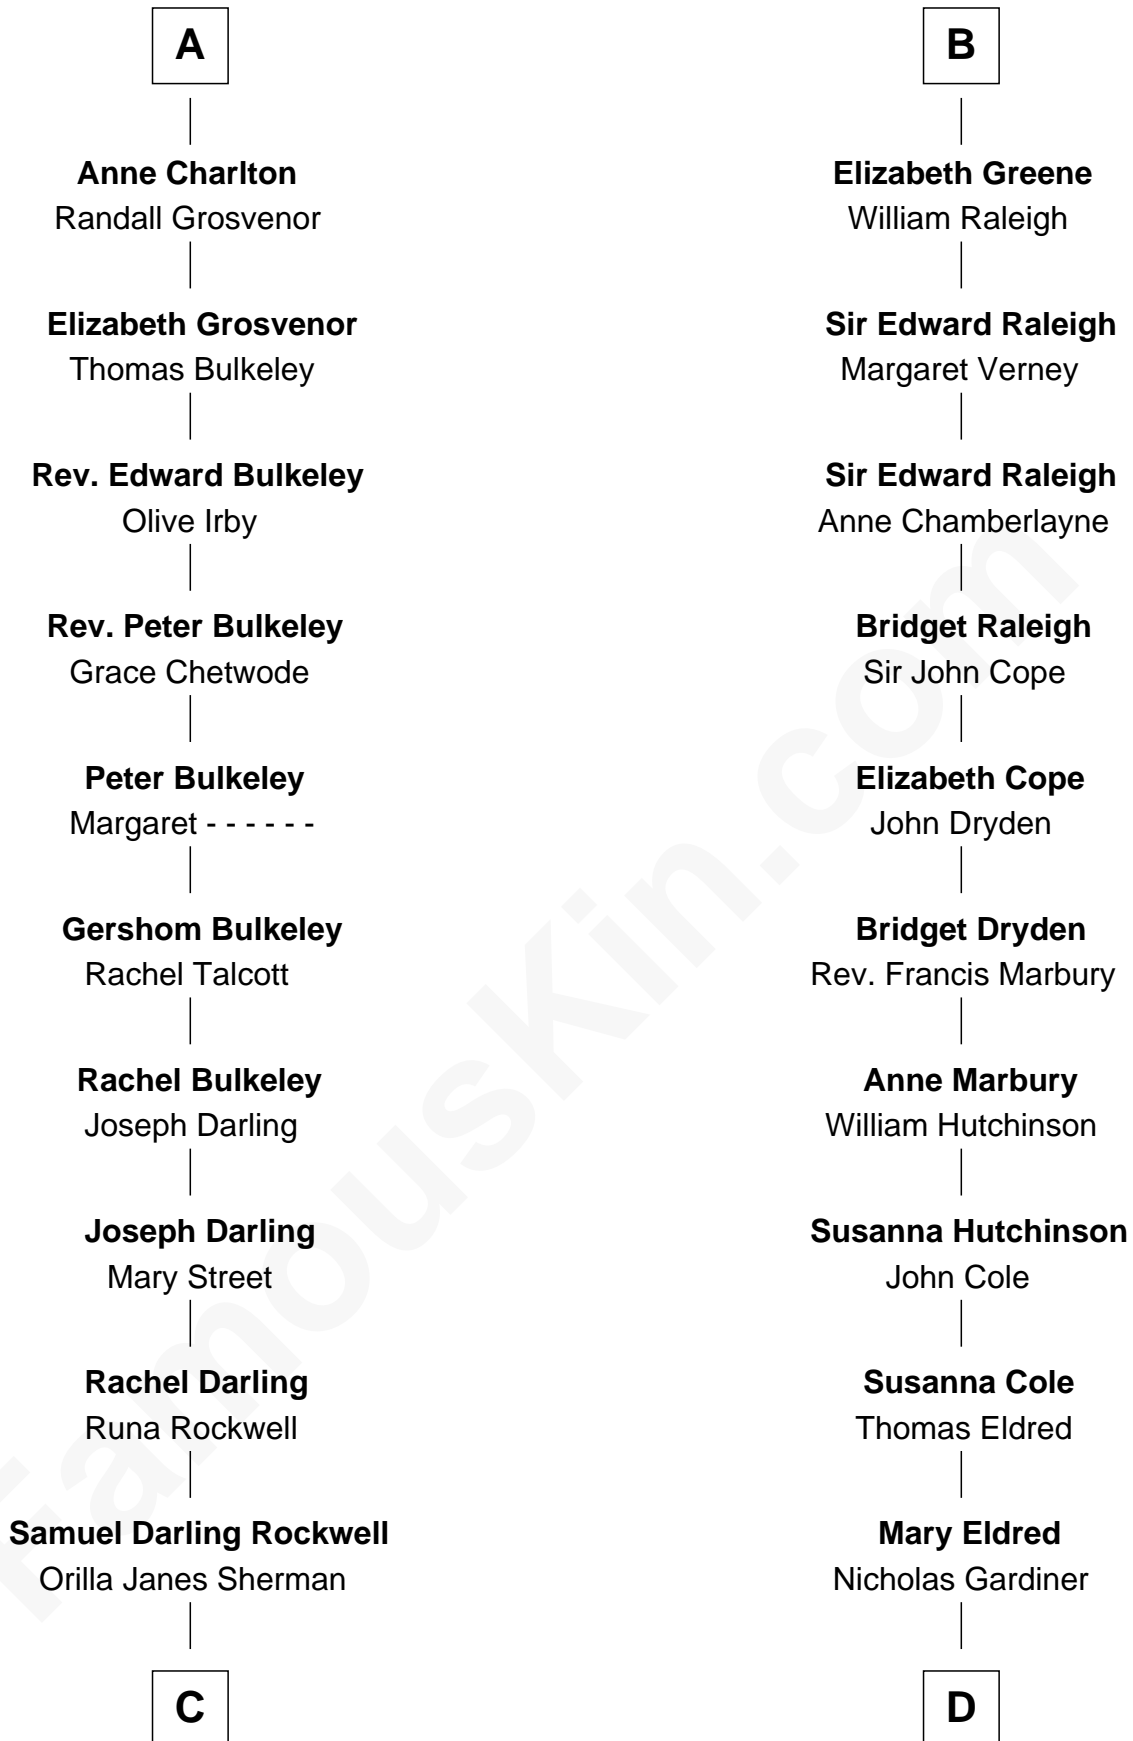 A
Anne Charlton
Randall Grosvenor
Elizabeth Grosvenor
Thomas Bulkeley
Rev. Edward Bulkeley
Olive Irby
Rev. Peter Bulkeley
Grace Chetwode
Peter Bulkeley
Margaret - - - - - -
Gershom Bulkeley
Rachel Talcott
Rachel Bulkeley
Joseph Darling
Joseph Darling
Mary Street
Rachel Darling
Runa Rockwell
Samuel Darling Rockwell
Orilla Janes Sherman
C
B
Elizabeth Greene
William Raleigh
Sir Edward Raleigh
Margaret Verney
Sir Edward Raleigh
Anne Chamberlayne
Bridget Raleigh
Sir John Cope
Elizabeth Cope
John Dryden
Bridget Dryden
Rev. Francis Marbury
Anne Marbury
William Hutchinson
Susanna Hutchinson
John Cole
Susanna Cole
Thomas Eldred
Mary Eldred
Nicholas Gardiner
D
FamousKin.com